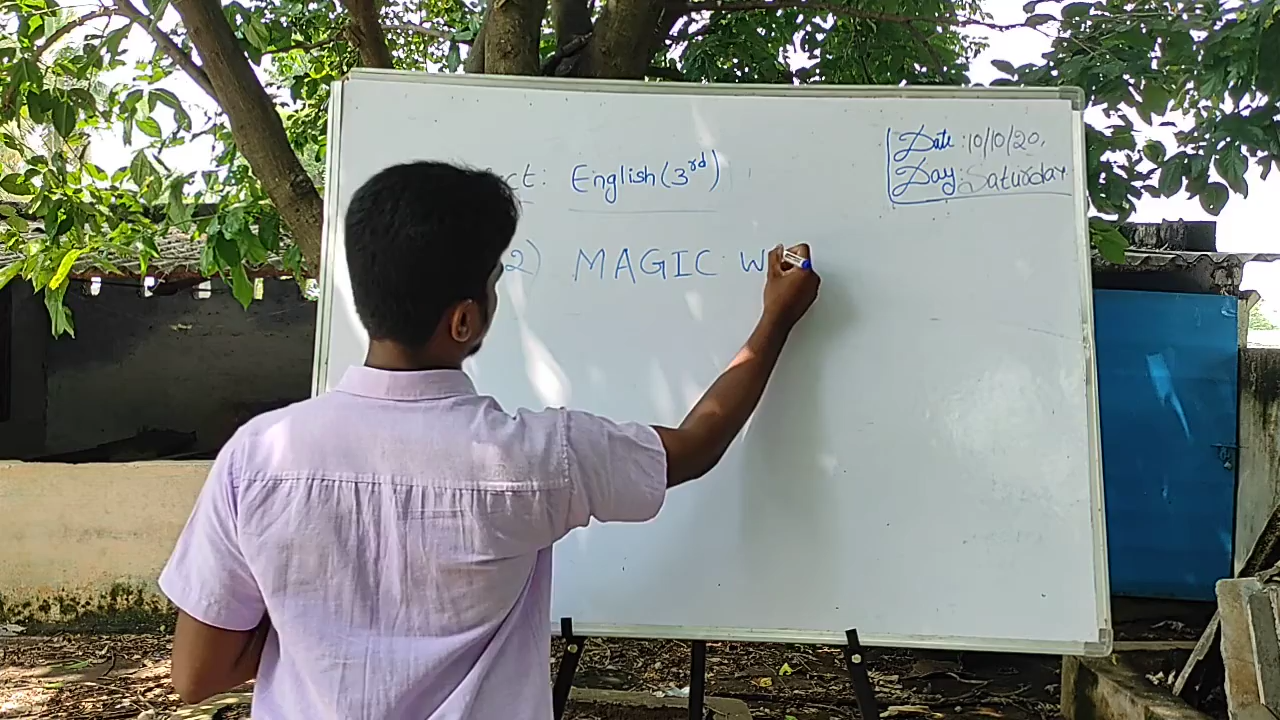 Date : 10/10/20.
Day : Saturday
ct: English (3rd)
2) MAGIC W